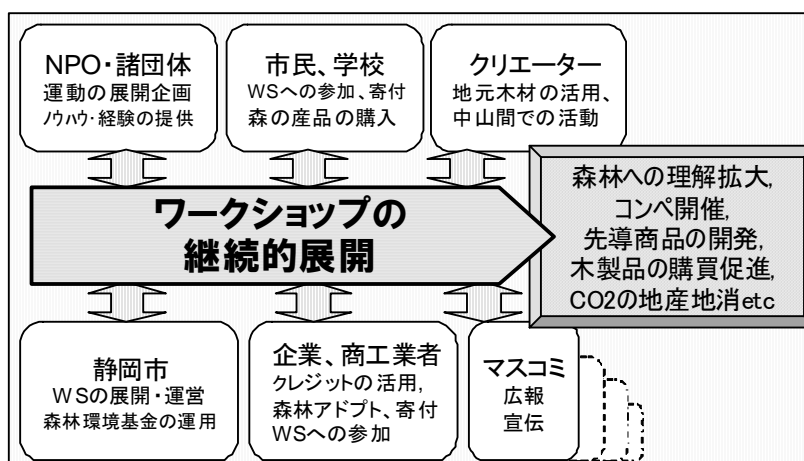 NPO・諸団体
運動の展開企画
ノウハウ・経験の提供
市民、学校
WSへの参加、寄付
森の産品の購入
クリエーター
地元木材の活用、
中山間での活動
ワークショップの
継続的展開
森林への理解拡大,
コンペ開催,
先導商品の開発,
木製品の購買促進,
CO2の地産地消etc
静岡市
WSの展開・運営
森林環境基金の運用
企業、商工業者
クレジットの活用,
森林アドプト、寄付
WSへの参加
マスコミ
広報
宣伝